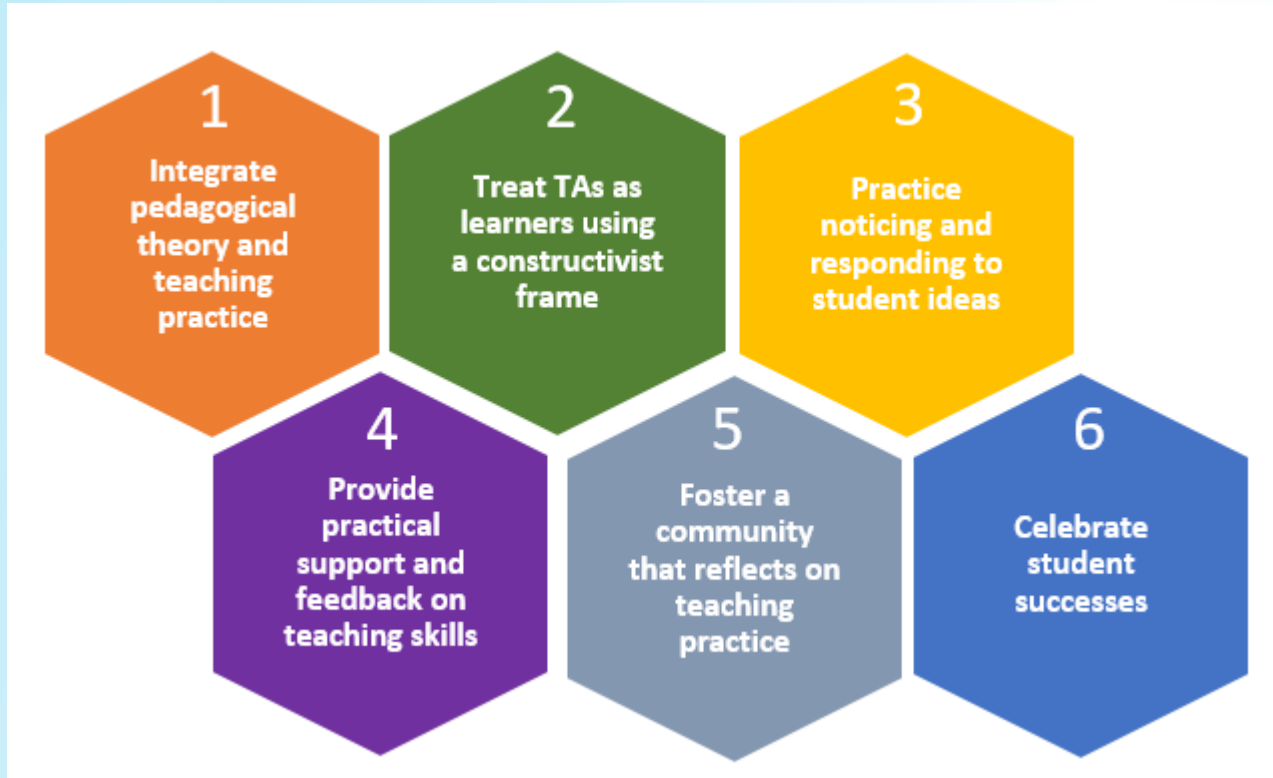 1
Integrate
pedagogical
theory and
teaching
practice
2
Treat TAs as
learners using
a constructivist
frame
3
Practice
noticing and
responding to
student ideas
4
Provide
practical
support and
feedback on
teaching skills
5
Foster a
community
that reflects on
teaching
practice
6
Celebrate
student
successes